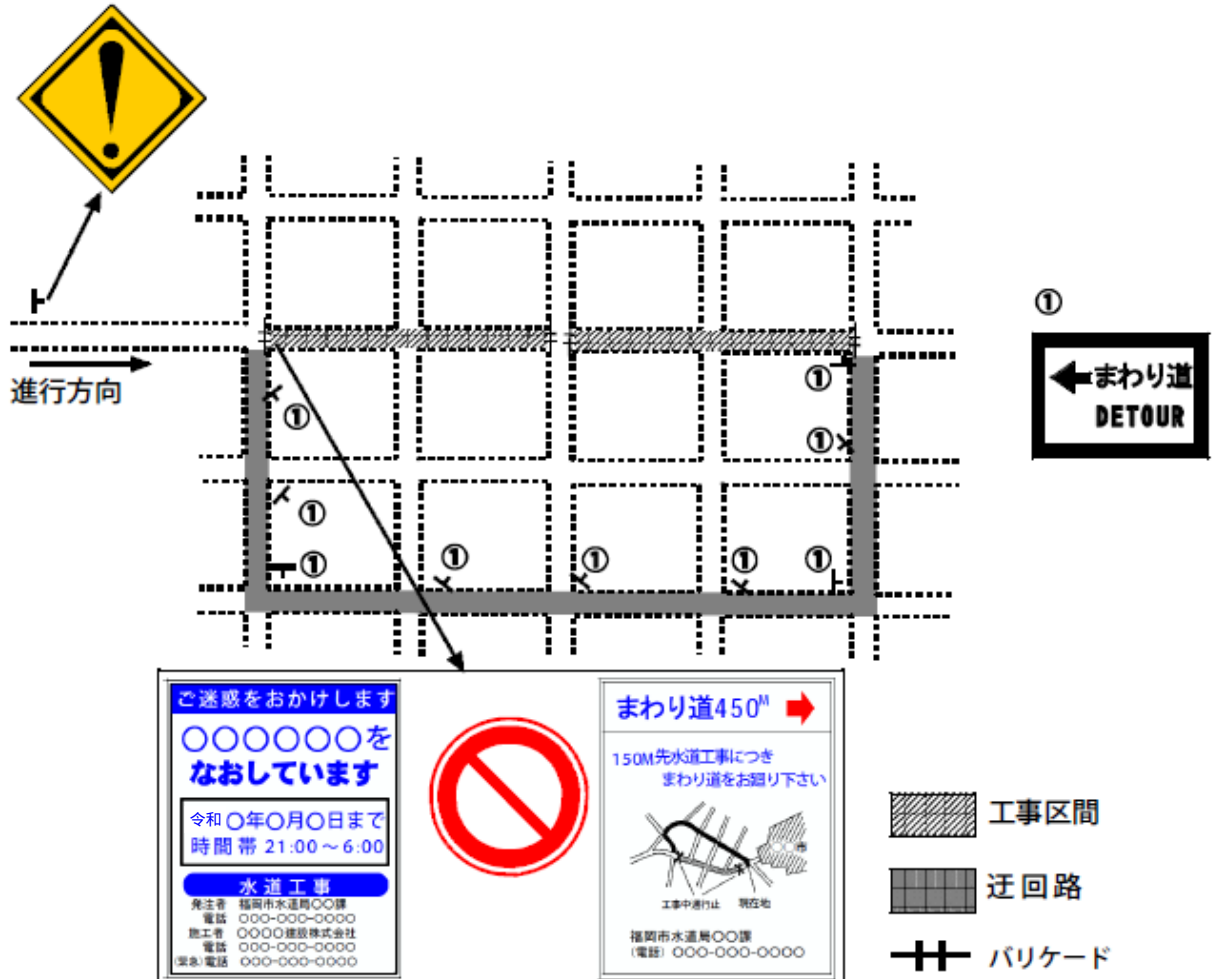 進行方向
①
①
①
①
①
①
①
①
①
①
←まわり道
DETOUR
ご迷惑をおかけします
〇〇〇〇〇〇を
なおしています
令和〇年〇月〇日まで
時間帯 21:00～6:00
水道工事
発注者 福岡市水道局〇〇課
電話 〇〇〇-〇〇〇-〇〇〇〇
施工者 〇〇〇〇建設株式会社
電話 〇〇〇-〇〇〇-〇〇〇〇
(緊急)電話 〇〇〇-〇〇〇-〇〇〇〇
まわり道450M
150M先水道工事につき
まわり道をお廻り下さい
〇〇市
工事中通行止 現在地
福岡市水道局〇〇課
(電話) 〇〇〇-〇〇〇-〇〇〇〇
工事区間
迂回路
バリケード